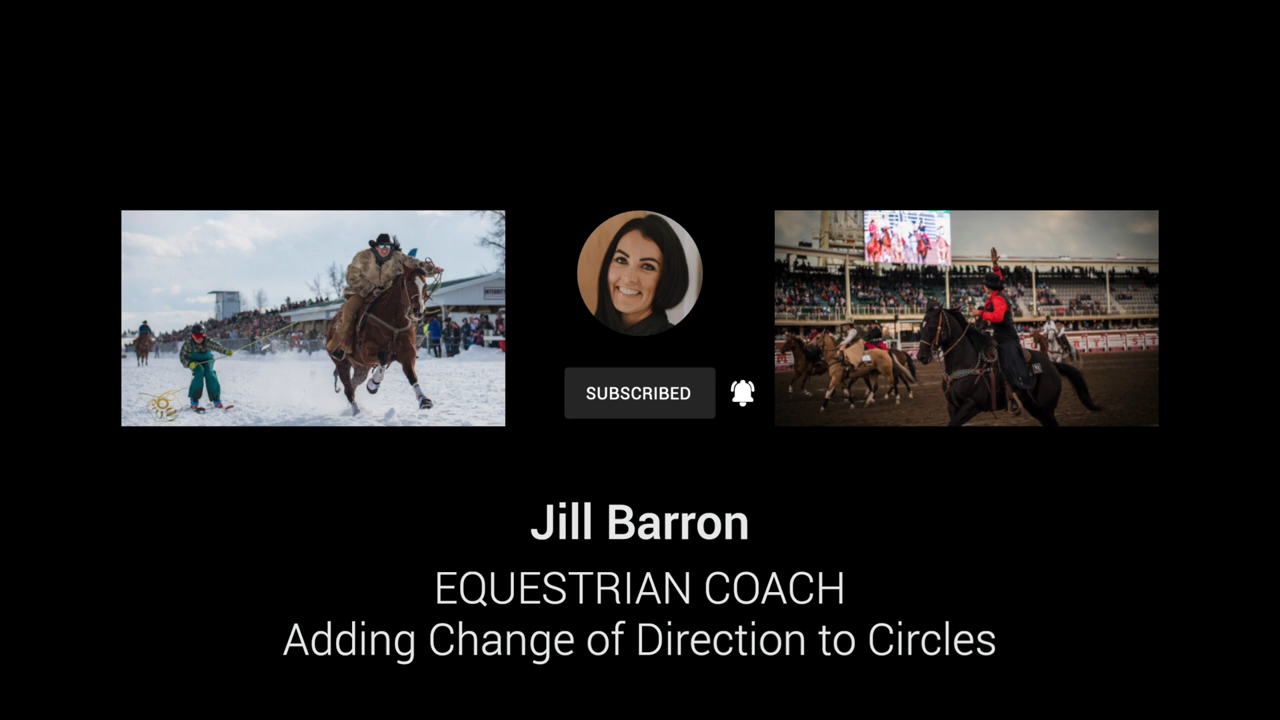 SUBSCRIBED
Jill Barron
EQUESTRIAN COACH
Adding Change of Direction to Circles